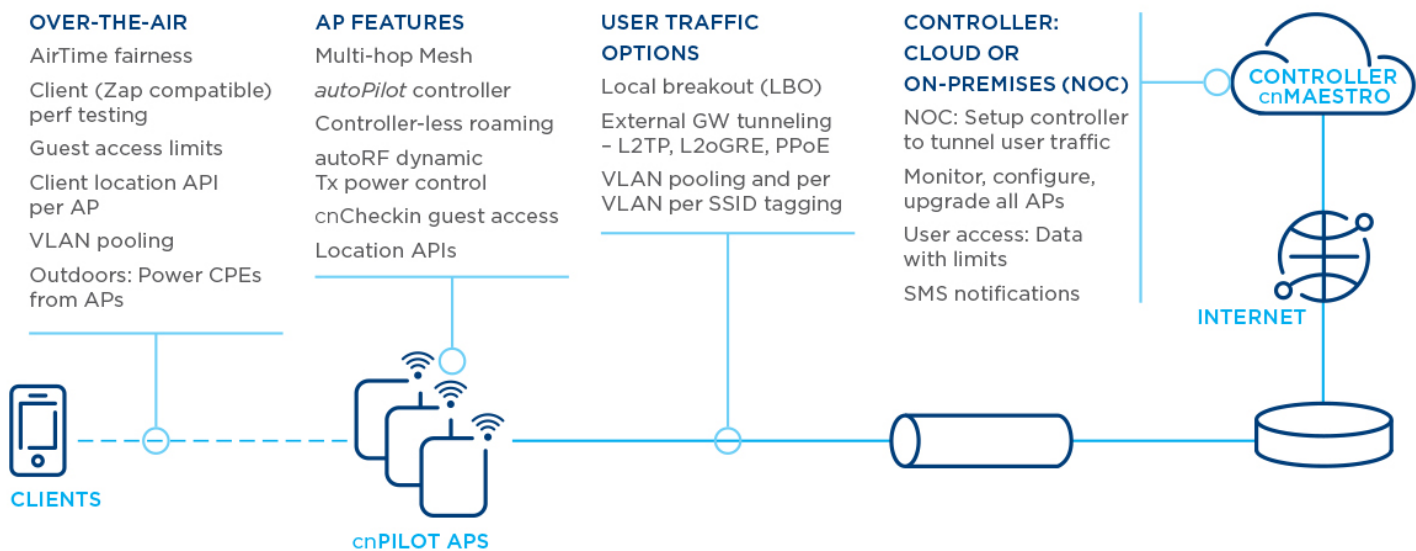 OVER-THE-AIR
AirTime fairness
Client (Zap compatible)
perf testing
Guest access limits
Client location API
per AP
VLAN pooling
Outdoors: Power CPEs
from APs
AP FEATURES
Multi-hop Mesh
autoPilot controller
Controller-less roaming
autoRF dynamic
Tx power control
cnCheckin guest access
Location APIs
USER TRAFFIC
OPTIONS
Local breakout (LBO)
External GW tunneling
– L2TP, L2oGRE, PPoE
VLAN pooling and per
VLAN per SSID tagging
CONTROLLER:
CLOUD OR
ON-PREMISES (NOC)
NOC: Setup controller
to tunnel user traffic
Monitor, configure,
upgrade all APs
User access: Data
with limits
SMS notifications
CONTROLLER
cnMAESTRO
INTERNET
CLIENTS
cnPILOT APS